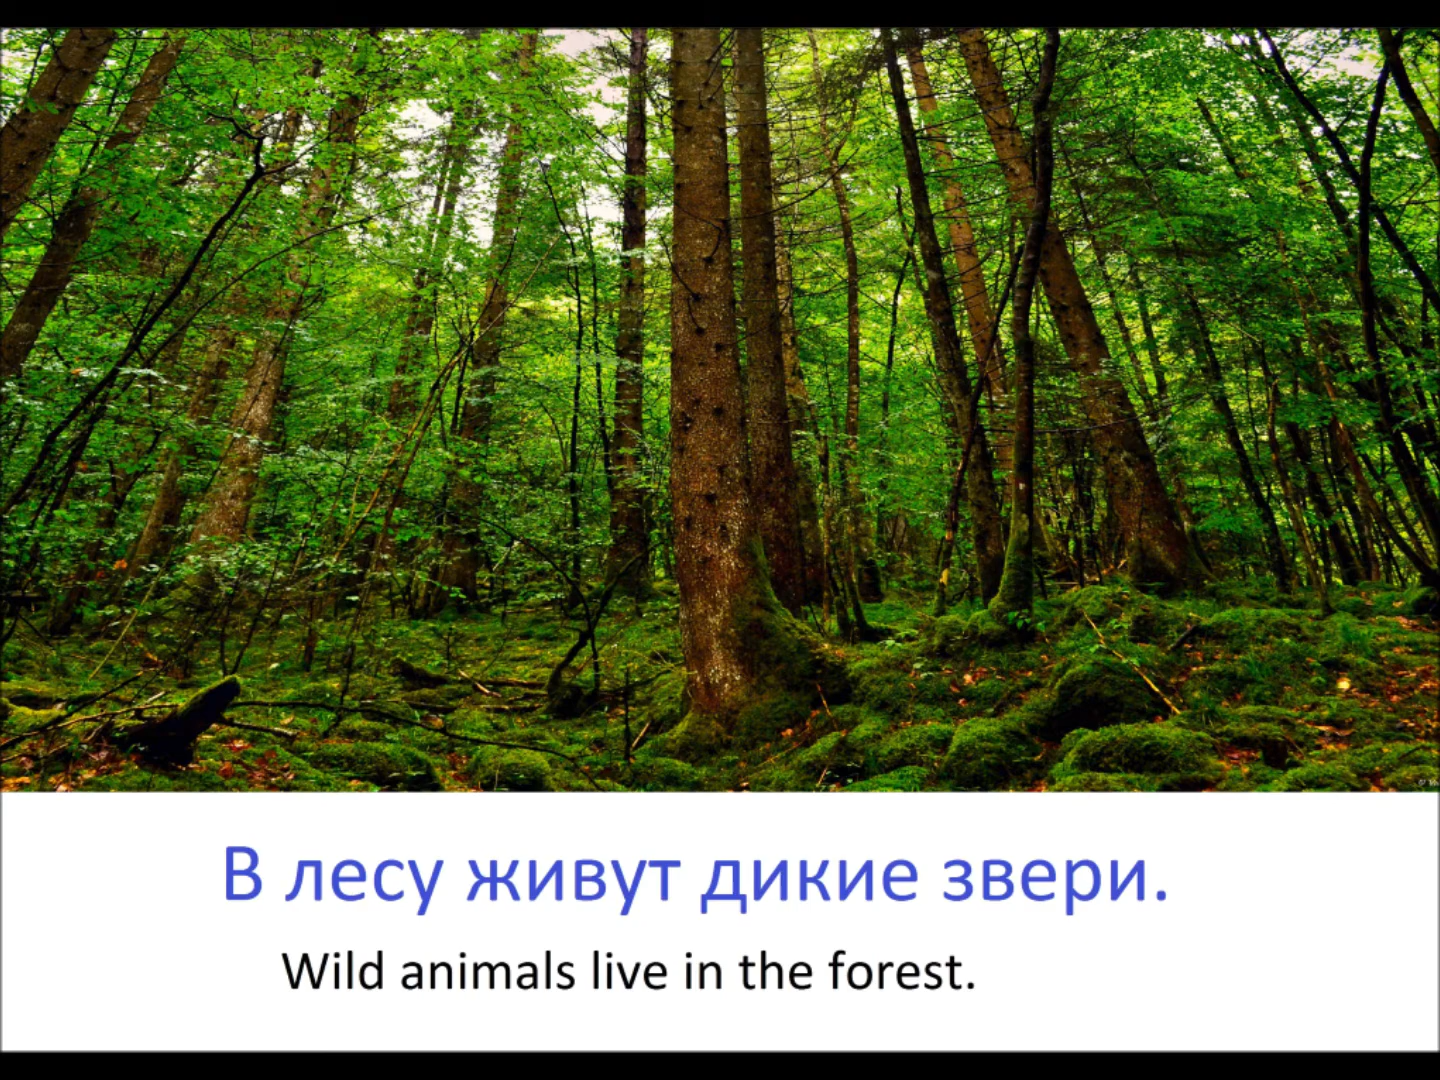 В лесу живут дикие звери.
Wild animals live in the forest.